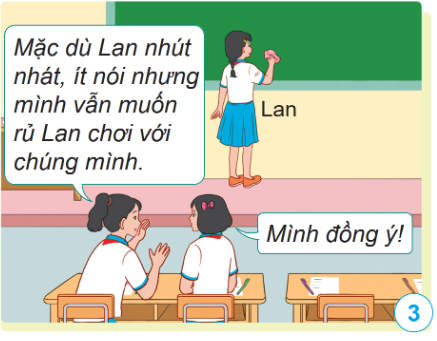 Mặc dù Lan nhút
nhát, ít nói nhưng
mình vẫn muốn
rủ Lan chơi với
chúng mình.
Lan
Mình đồng ý!
3